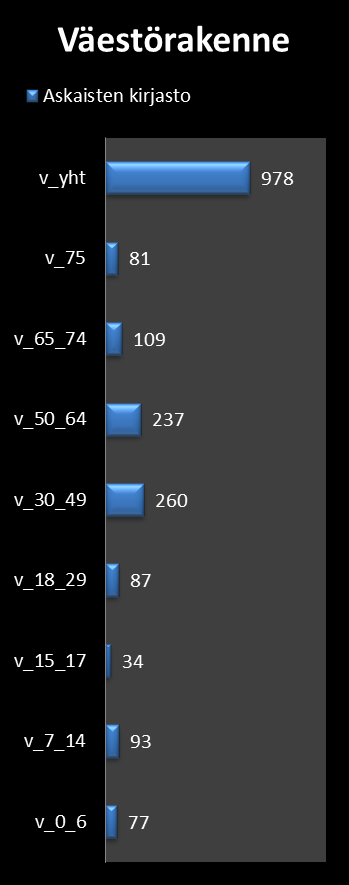 Väestörakenne
Askaisten kirjasto
v_yht 978
v_75 81
v_65_74 109
v_50_64 237
v_30_49 260
v_18_29 87
v_15_17 34
v_7_14 93
v_0_6 77